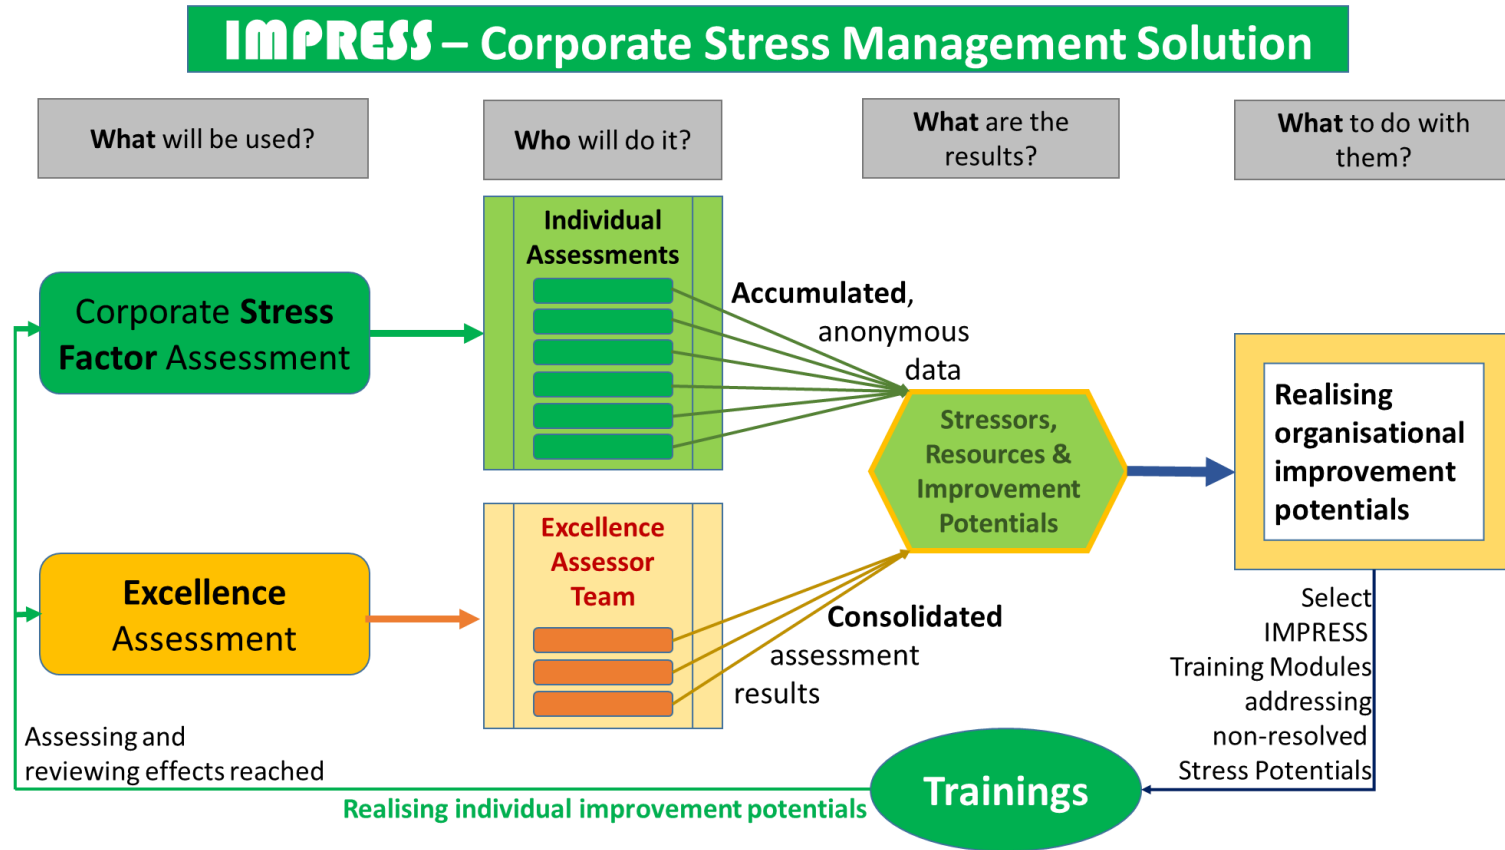 IMPRESS – Corporate Stress Management Solution
What will be used?
Who will do it?
What are the
results?
What to do with
them?
Individual
Assessments
Corporate Stress
Factor Assessment
Accumulated,
anonymous
data
Stressors,
Resources &
Improvement
Potentials
Realising
organisational
improvement
potentials
Excellence
Assessor
Team
Excellence
Assessment
Consolidated
assessment
results
Select
IMPRESS
Training Modules
addressing
non-resolved
Stress Potentials
Assessing and
reviewing effects reached
Trainings
Realising individual improvement potentials